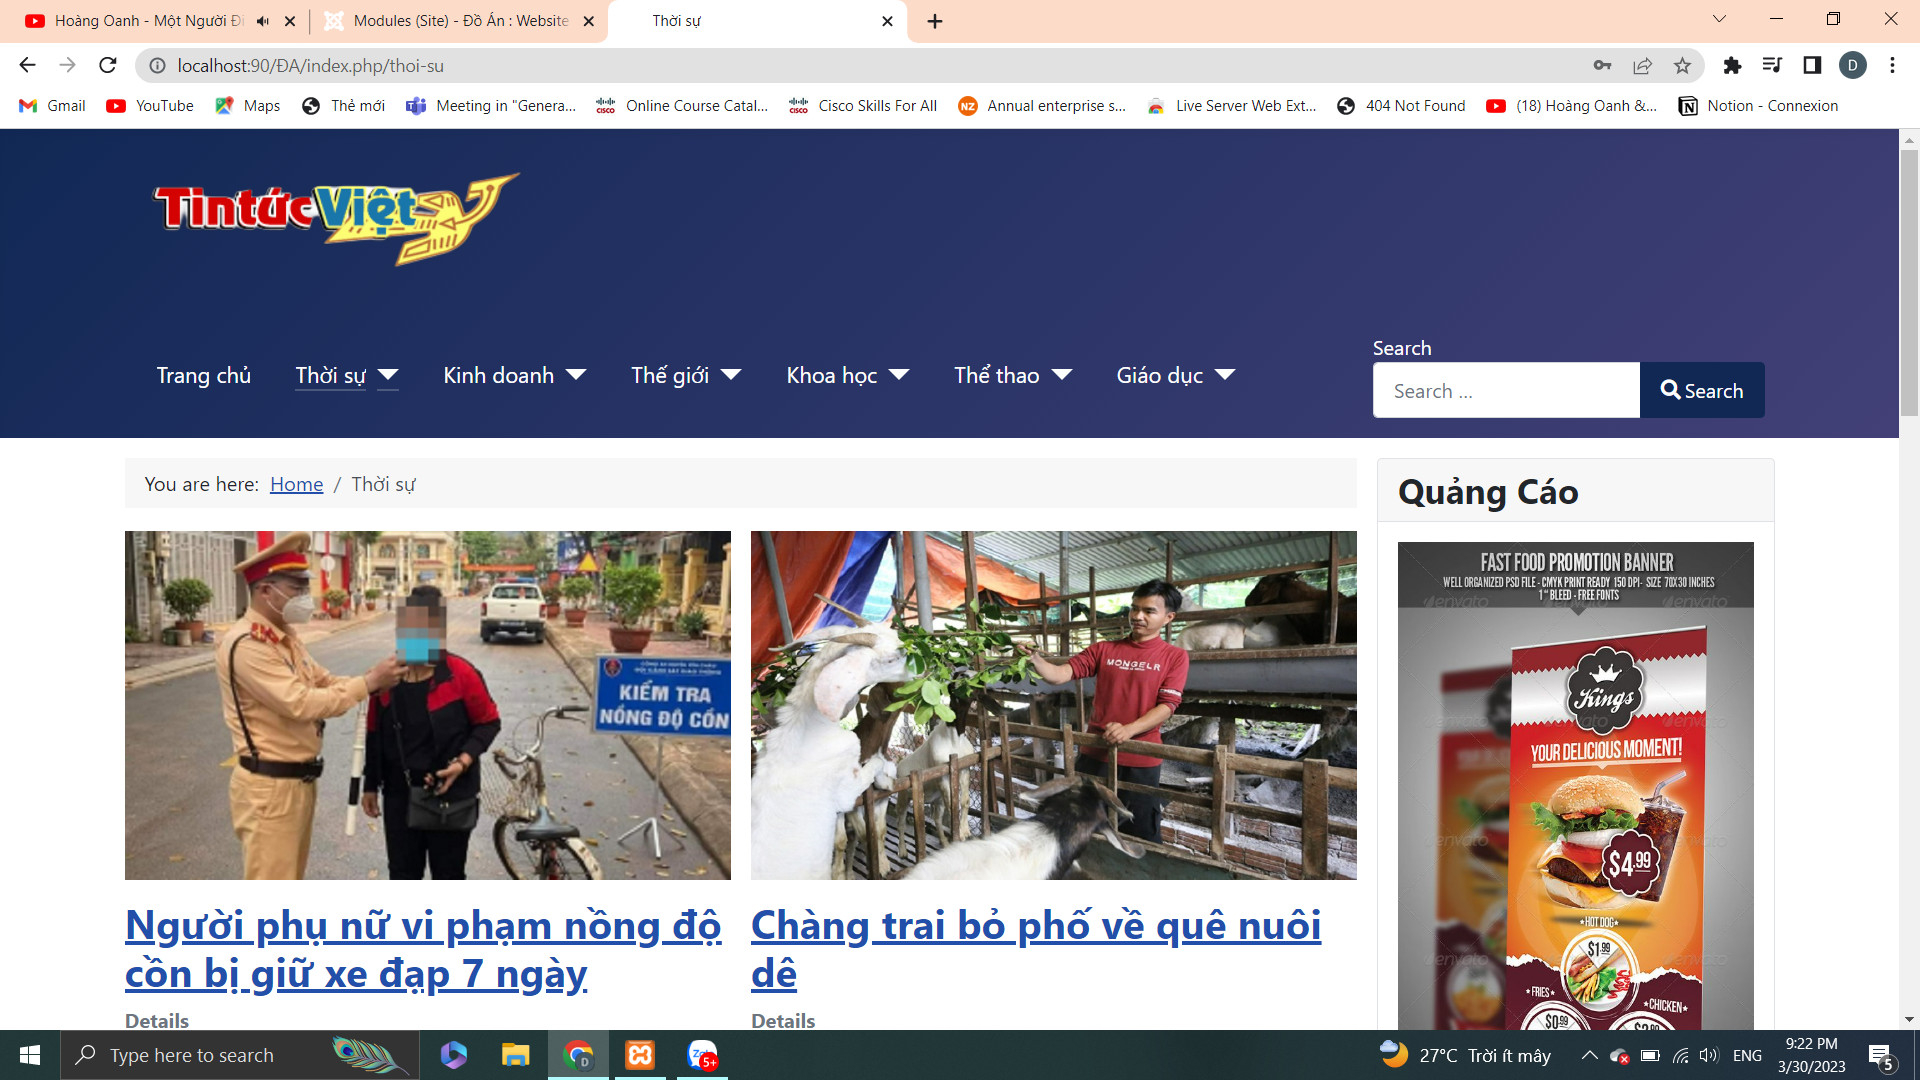 Hoàng Oanh - Một Người Đi
Modules (Site) - Đồ Án : Website
Thời sự
localhost:90/ĐA/index.php/thoi-su
D
Gmail
YouTube
Maps
Thẻ mới
Meeting in "Genera...
Online Course Catal...
Cisco Skills For All
Annual enterprise s...
Live Server Web Ext...
404 Not Found
(18) Hoàng Oanh &...
Notion - Connexion
TintứcViệt
Search
Trang chủ
Thời sự
Kinh doanh
Thế giới
Khoa học
Thể thao
Giáo dục
Search ...
Search
You are here: Home / Thời sự
Quảng Cáo
KIỂM TRA
NỒNG ĐỘ CỒN
MONGELR
FAST FOOD PROMOTION BANNER
WELL ORGANIZED PSD FILE - CMYK PRINT READY 150 DPI- SIZE 70X30 INCHES
1" BLEED - FREE FONTS
envato
Kings
YOUR DELICIOUS MOMENT!
$4.99
•HOT DOG•
$1.99
•FRIES•
•CHICKEN•
$0.99
Người phụ nữ vi phạm nồng độ
cồn bị giữ xe đạp 7 ngày
Details
Chàng trai bỏ phố về quê nuôi
dê
Details
Type here to search
D
Zalo
5+
27°C Trời ít mây
ENG
9:22 PM
3/30/2023
5